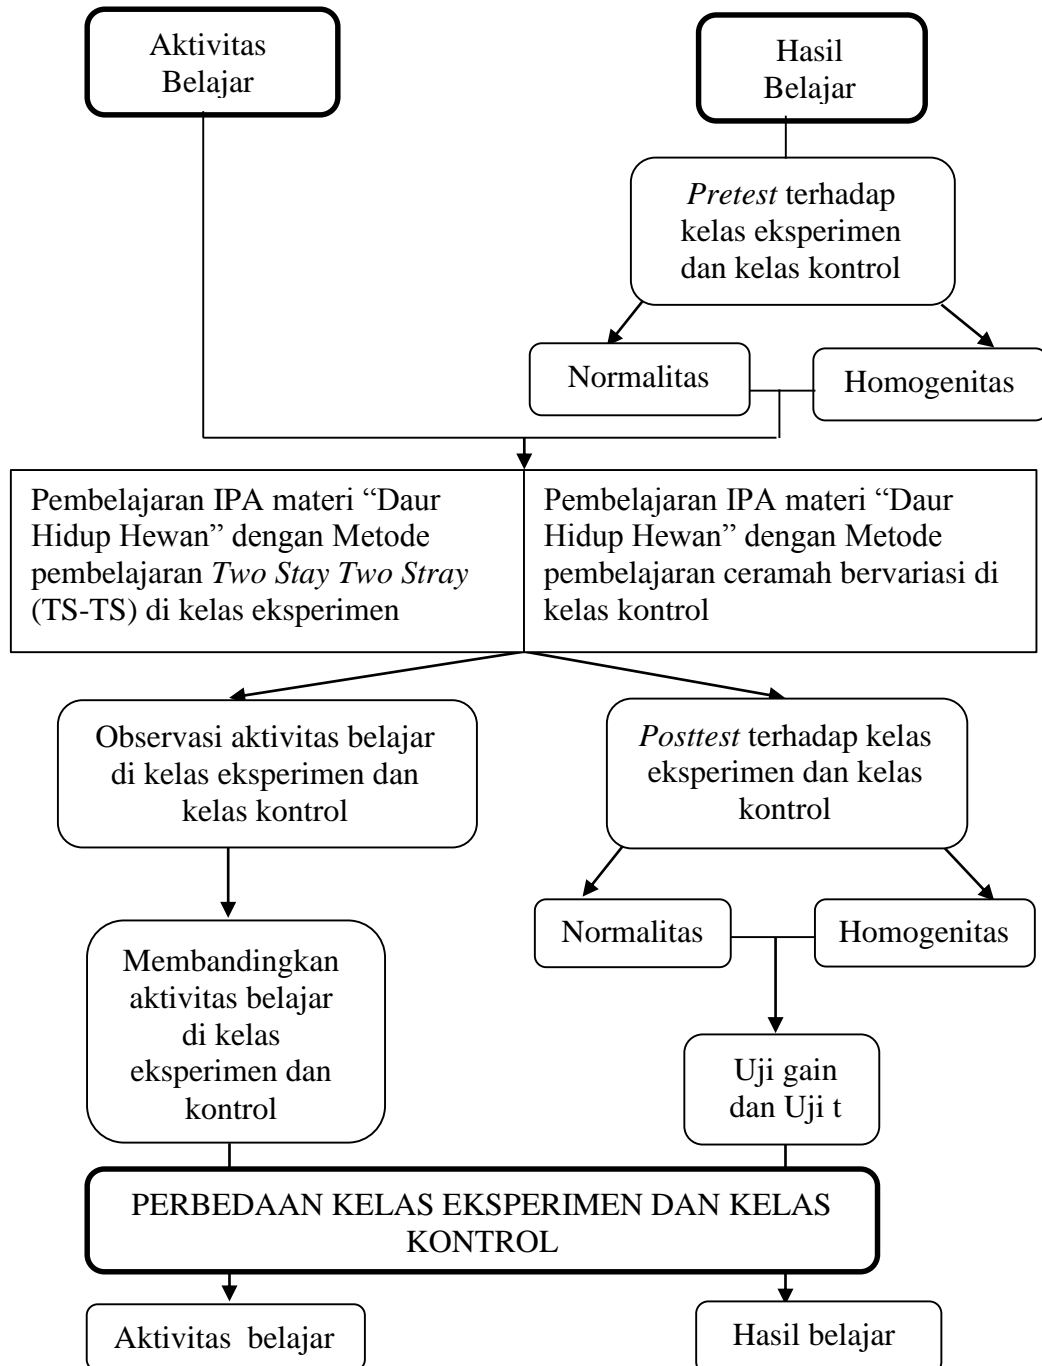 Aktivitas
Belajar
Hasil
Belajar
Pretest terhadap
kelas eksperimen
dan kelas kontrol
Normalitas
Homogenitas
Pembelajaran IPA materi “Daur
Hidup Hewan” dengan Metode
pembelajaran Two Stay Two Stray
(TS-TS) di kelas eksperimen
Pembelajaran IPA materi “Daur
Hidup Hewan” dengan Metode
pembelajaran ceramah bervariasi di
kelas kontrol
Observasi aktivitas belajar
di kelas eksperimen dan
kelas kontrol
Posttest terhadap kelas
eksperimen dan kelas
kontrol
Normalitas
Homogenitas
Membandingkan
aktivitas belajar
di kelas
eksperimen dan
kontrol
Uji gain
dan Uji t
PERBEDAAN KELAS EKSPERIMEN DAN KELAS
KONTROL
Aktivitas belajar
Hasil belajar